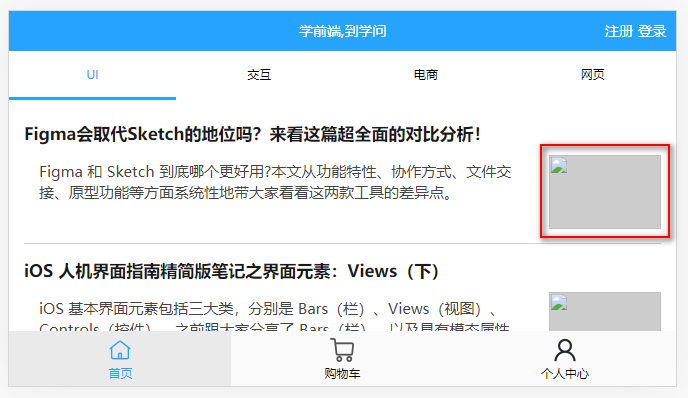 学前端,到学问
注册 登录
UI 交互 电商 网页
Figma会取代Sketch的地位吗？来看这篇超全面的对比分析！
Figma 和 Sketch 到底哪个更好用?本文从功能特性、协作方式、文件交
接、原型功能等方面系统性地带大家看看这两款工具的差异点。
iOS 人机界面指南精简版笔记之界面元素：Views（下）
iOS 基本界面元素包括三大类，分别是 Bars（栏）、Views（视图）、
Controls（控件）。之前跟大家分享了 Bars（栏），以及具有模态属性
首页 购物车 个人中心